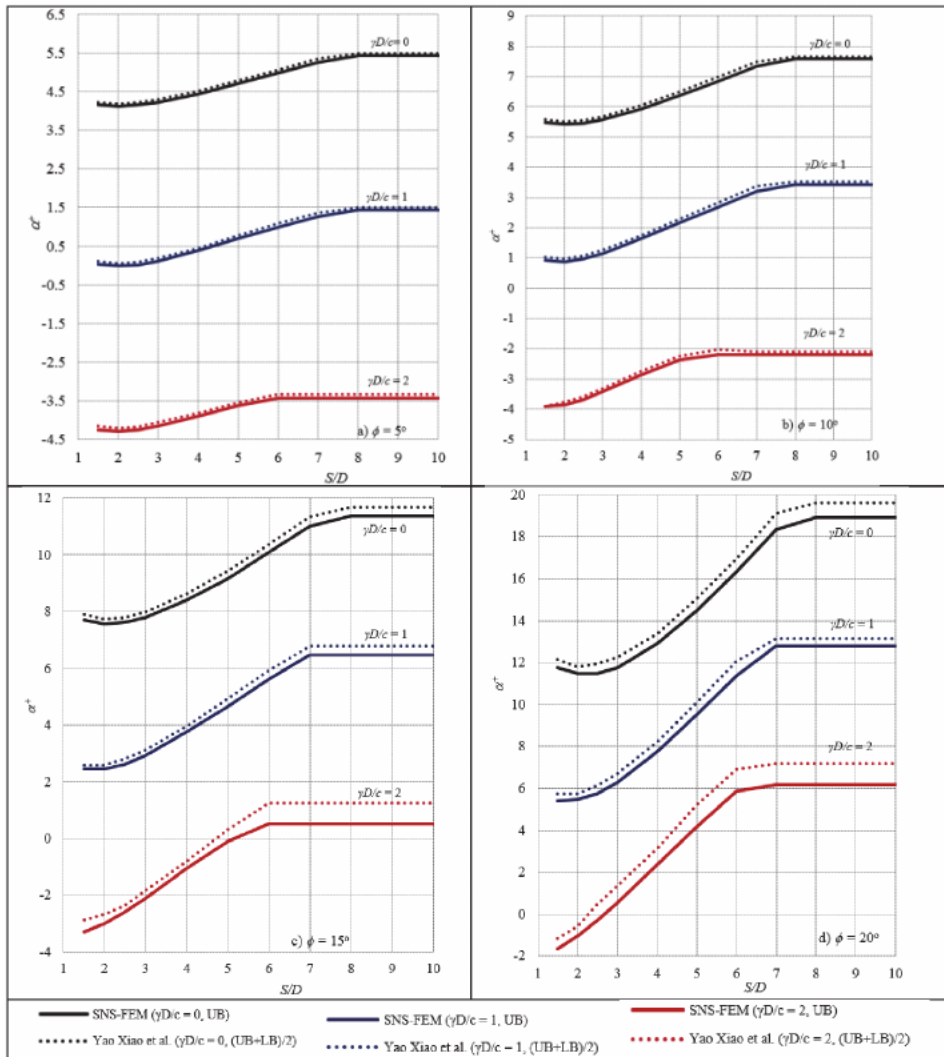 5.5
4.5
3.5
2.5
1.5
0.5
-0.5
-1.5
-2.5
-3.5
-4.5
α⁺
γD/c= 0
γD/c = 1
γD/c = 2
a) ϕ = 5°
1 2 3 4 5 6 7 8 9 10
S/D
9
8
7
6
5
4
3
2
1
0
-1
-2
-3
-4
-5
α⁺
γD/c = 0
γD/c = 1
γD/c = 2
b) ϕ = 10°
1 2 3 4 5 6 7 8 9 10
S/D
12
10
8
6
4
2
0
-2
-4
α⁺
γD/c = 0
γD/c = 1
γD/c = 2
c) ϕ = 15°
1 2 3 4 5 6 7 8 9 10
S/D
20
18
16
14
12
10
8
6
4
2
0
-2
α⁺
γD/c = 0
γD/c = 1
γD/c = 2
d) ϕ = 20°
1 2 3 4 5 6 7 8 9 10
S/D
SNS-FEM (γD/c = 0, UB) SNS-FEM (γD/c = 1, UB) SNS-FEM (γD/c = 2, UB)
Yao Xiao et al. (γD/c = 0, (UB+LB)/2) Yao Xiao et al. (γD/c = 1, (UB+LB)/2) Yao Xiao et al. (γD/c = 2, (UB+LB)/2)